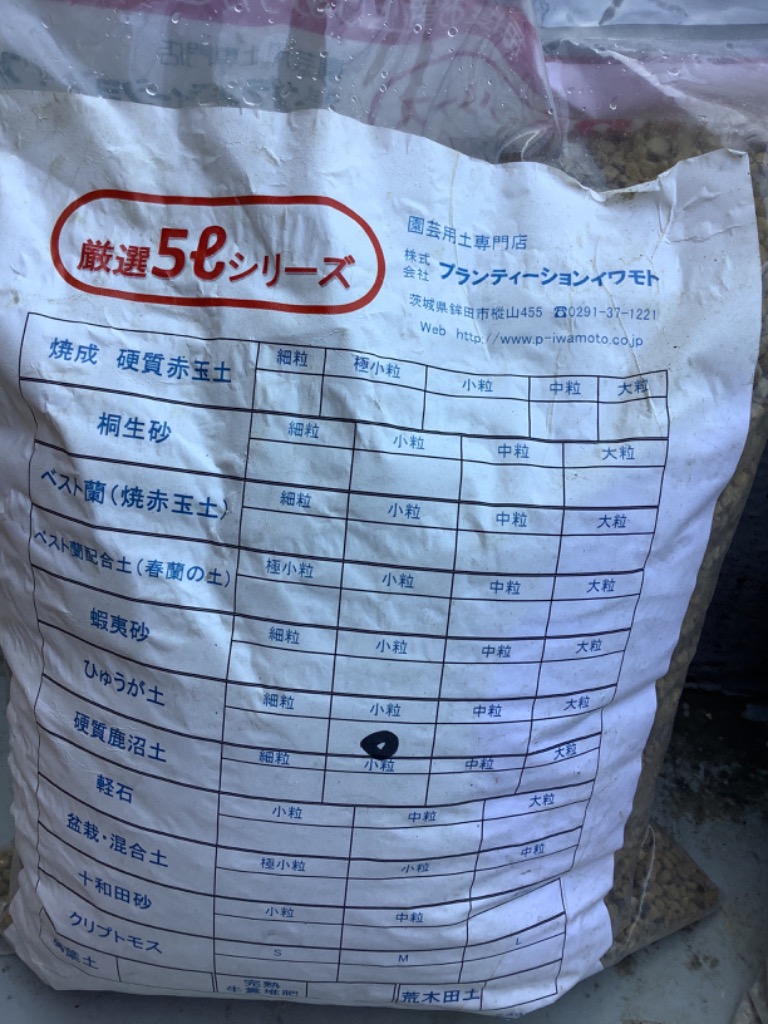 厳選5ℓシリーズ
園芸用土専門店
株式会社 プランティーションイワモト
茨城県鉾田市樅山455 ☎0291-37-1221
Web http://www.p-iwamoto.co.jp
焼成 硬質赤玉土 細粒 極小粒 小粒 中粒 大粒
桐生砂 細粒 小粒 中粒 大粒
ベスト蘭(焼赤玉土) 細粒 小粒 中粒 大粒
ベスト蘭配合土(春蘭の土) 極小粒 小粒 中粒 大粒
蝦夷砂 細粒 小粒 中粒 大粒
ひゅうが土 細粒 小粒 中粒 大粒
硬質鹿沼土 細粒 小粒 中粒 大粒
軽石 小粒 中粒 大粒
盆栽・混合土 極小粒 小粒 中粒
十和田砂 小粒 中粒
クリプトモス S M L
葉土 完熟牛糞堆肥 荒木田土